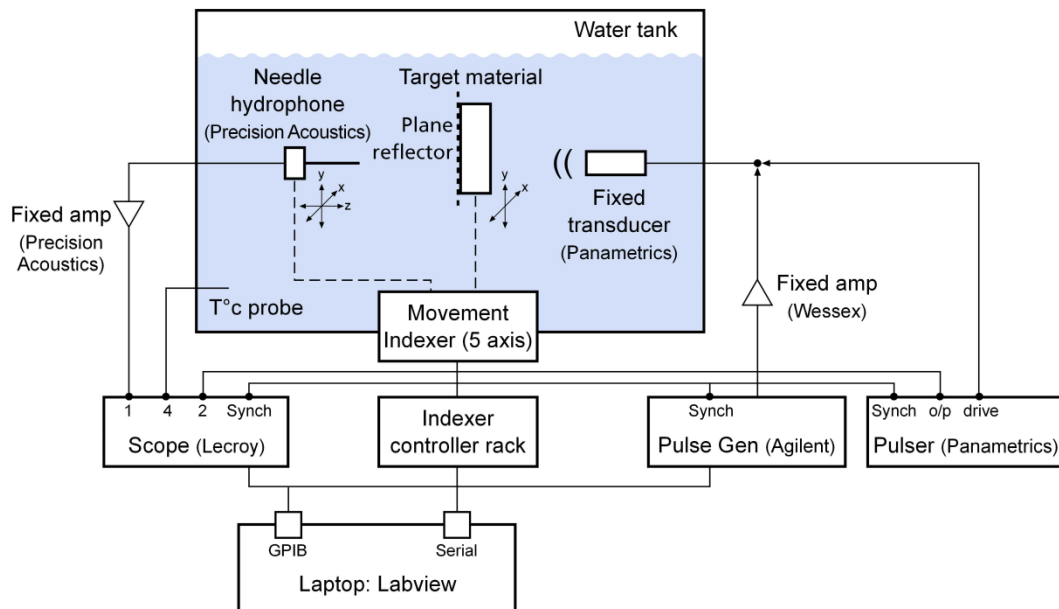 Water tank
Needle
hydrophone
(Precision Acoustics)
Target material
Plane
reflector
y
x
z
y
x
((
Fixed
transducer
(Panametrics)
Fixed amp
(Precision
Acoustics)
T°c probe
Movement
Indexer (5 axis)
Fixed amp
(Wessex)
1 4 2 Synch
Scope (Lecroy)
Indexer
controller rack
Synch
Pulse Gen (Agilent)
Synch o/p drive
Pulser (Panametrics)
GPIB
Serial
Laptop: Labview